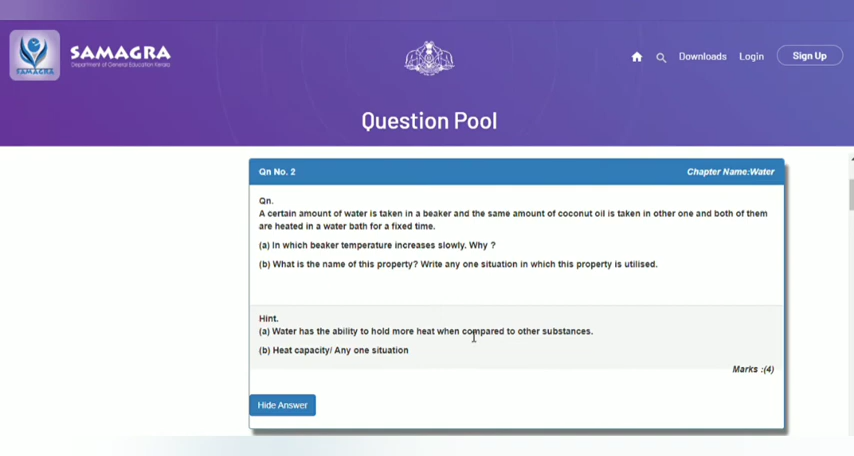 SAMAGRA
Department of General Education Kerala
SAMAGRA
Downloads
Login
Sign Up
Question Pool
Qn No. 2
Chapter Name:Water
Qn.
A certain amount of water is taken in a beaker and the same amount of coconut oil is taken in other one and both of them
are heated in a water bath for a fixed time.
(a) In which beaker temperature increases slowly. Why ?
(b) What is the name of this property? Write any one situation in which this property is utilised.
Hint.
(a) Water has the ability to hold more heat when compared to other substances.
(b) Heat capacity/ Any one situation
Marks :(4)
Hide Answer